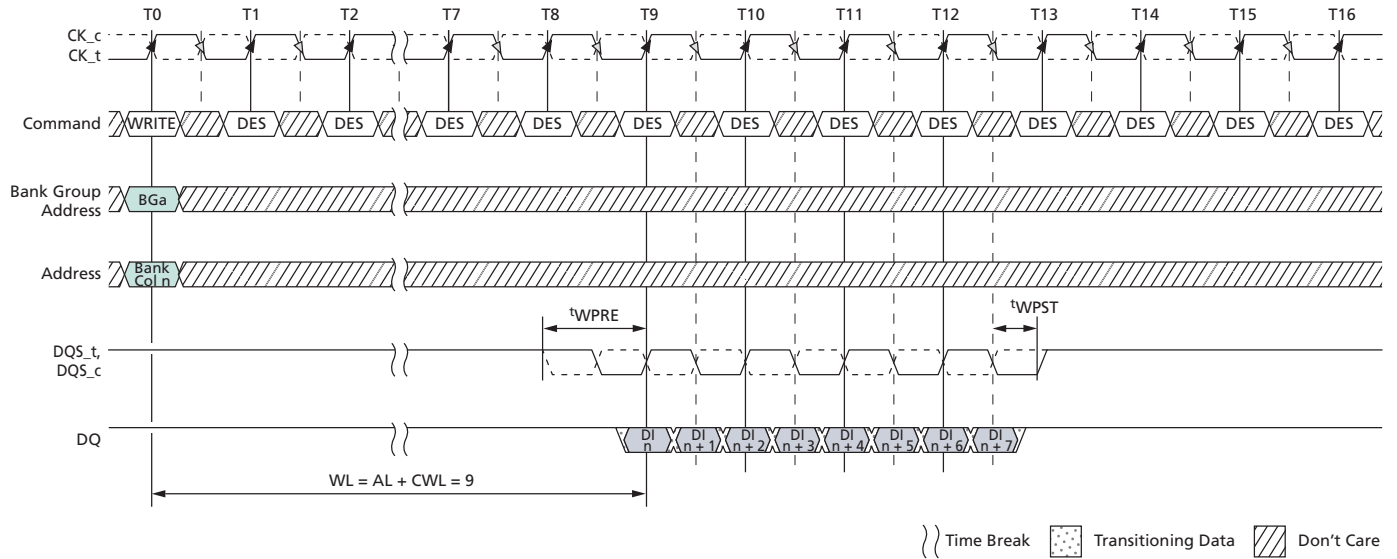 T0 T1 T2 T7 T8 T9 T10 T11 T12 T13 T14 T15 T16
CK_c
CK_t
Command WRITE DES DES DES DES DES DES DES DES DES DES DES DES
Bank Group
Address
BGa
Address
Bank
Col n
tWPRE tWPST
DQS_t,
DQS_c
DQ
DI
n
DI
n + 1
DI
n + 2
DI
n + 3
DI
n + 4
DI
n + 5
DI
n + 6
DI
n + 7
WL = AL + CWL = 9
Time Break Transitioning Data Don't Care